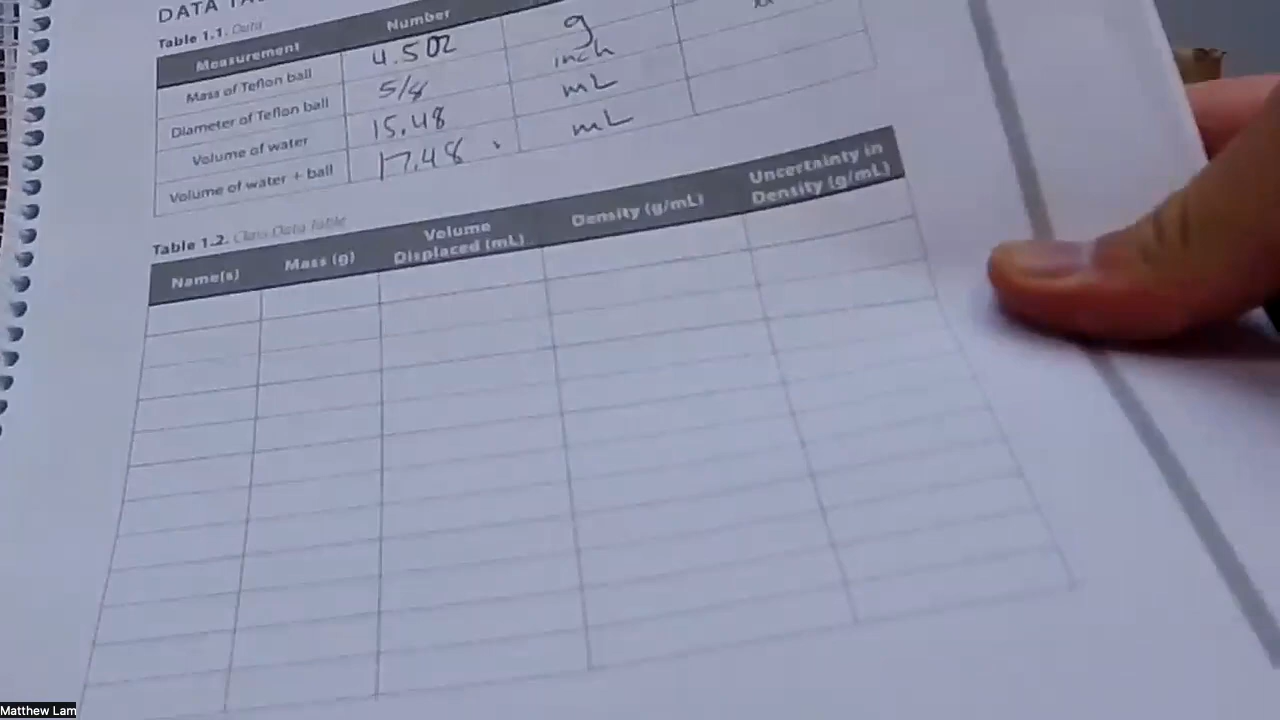 DATA
Table 1.1. Data
Measurement Number
Mass of Teflon ball 4.502 g
Diameter of Teflon ball 5/8 inch
Volume of water 15.48 mL
Volume of water + ball 17.48 mL
Table 1.2. Class Data Table
Name(s) Mass (g) Volume Displaced (mL) Density (g/mL) Uncertainty in Density (g/mL)
Matthew Lam